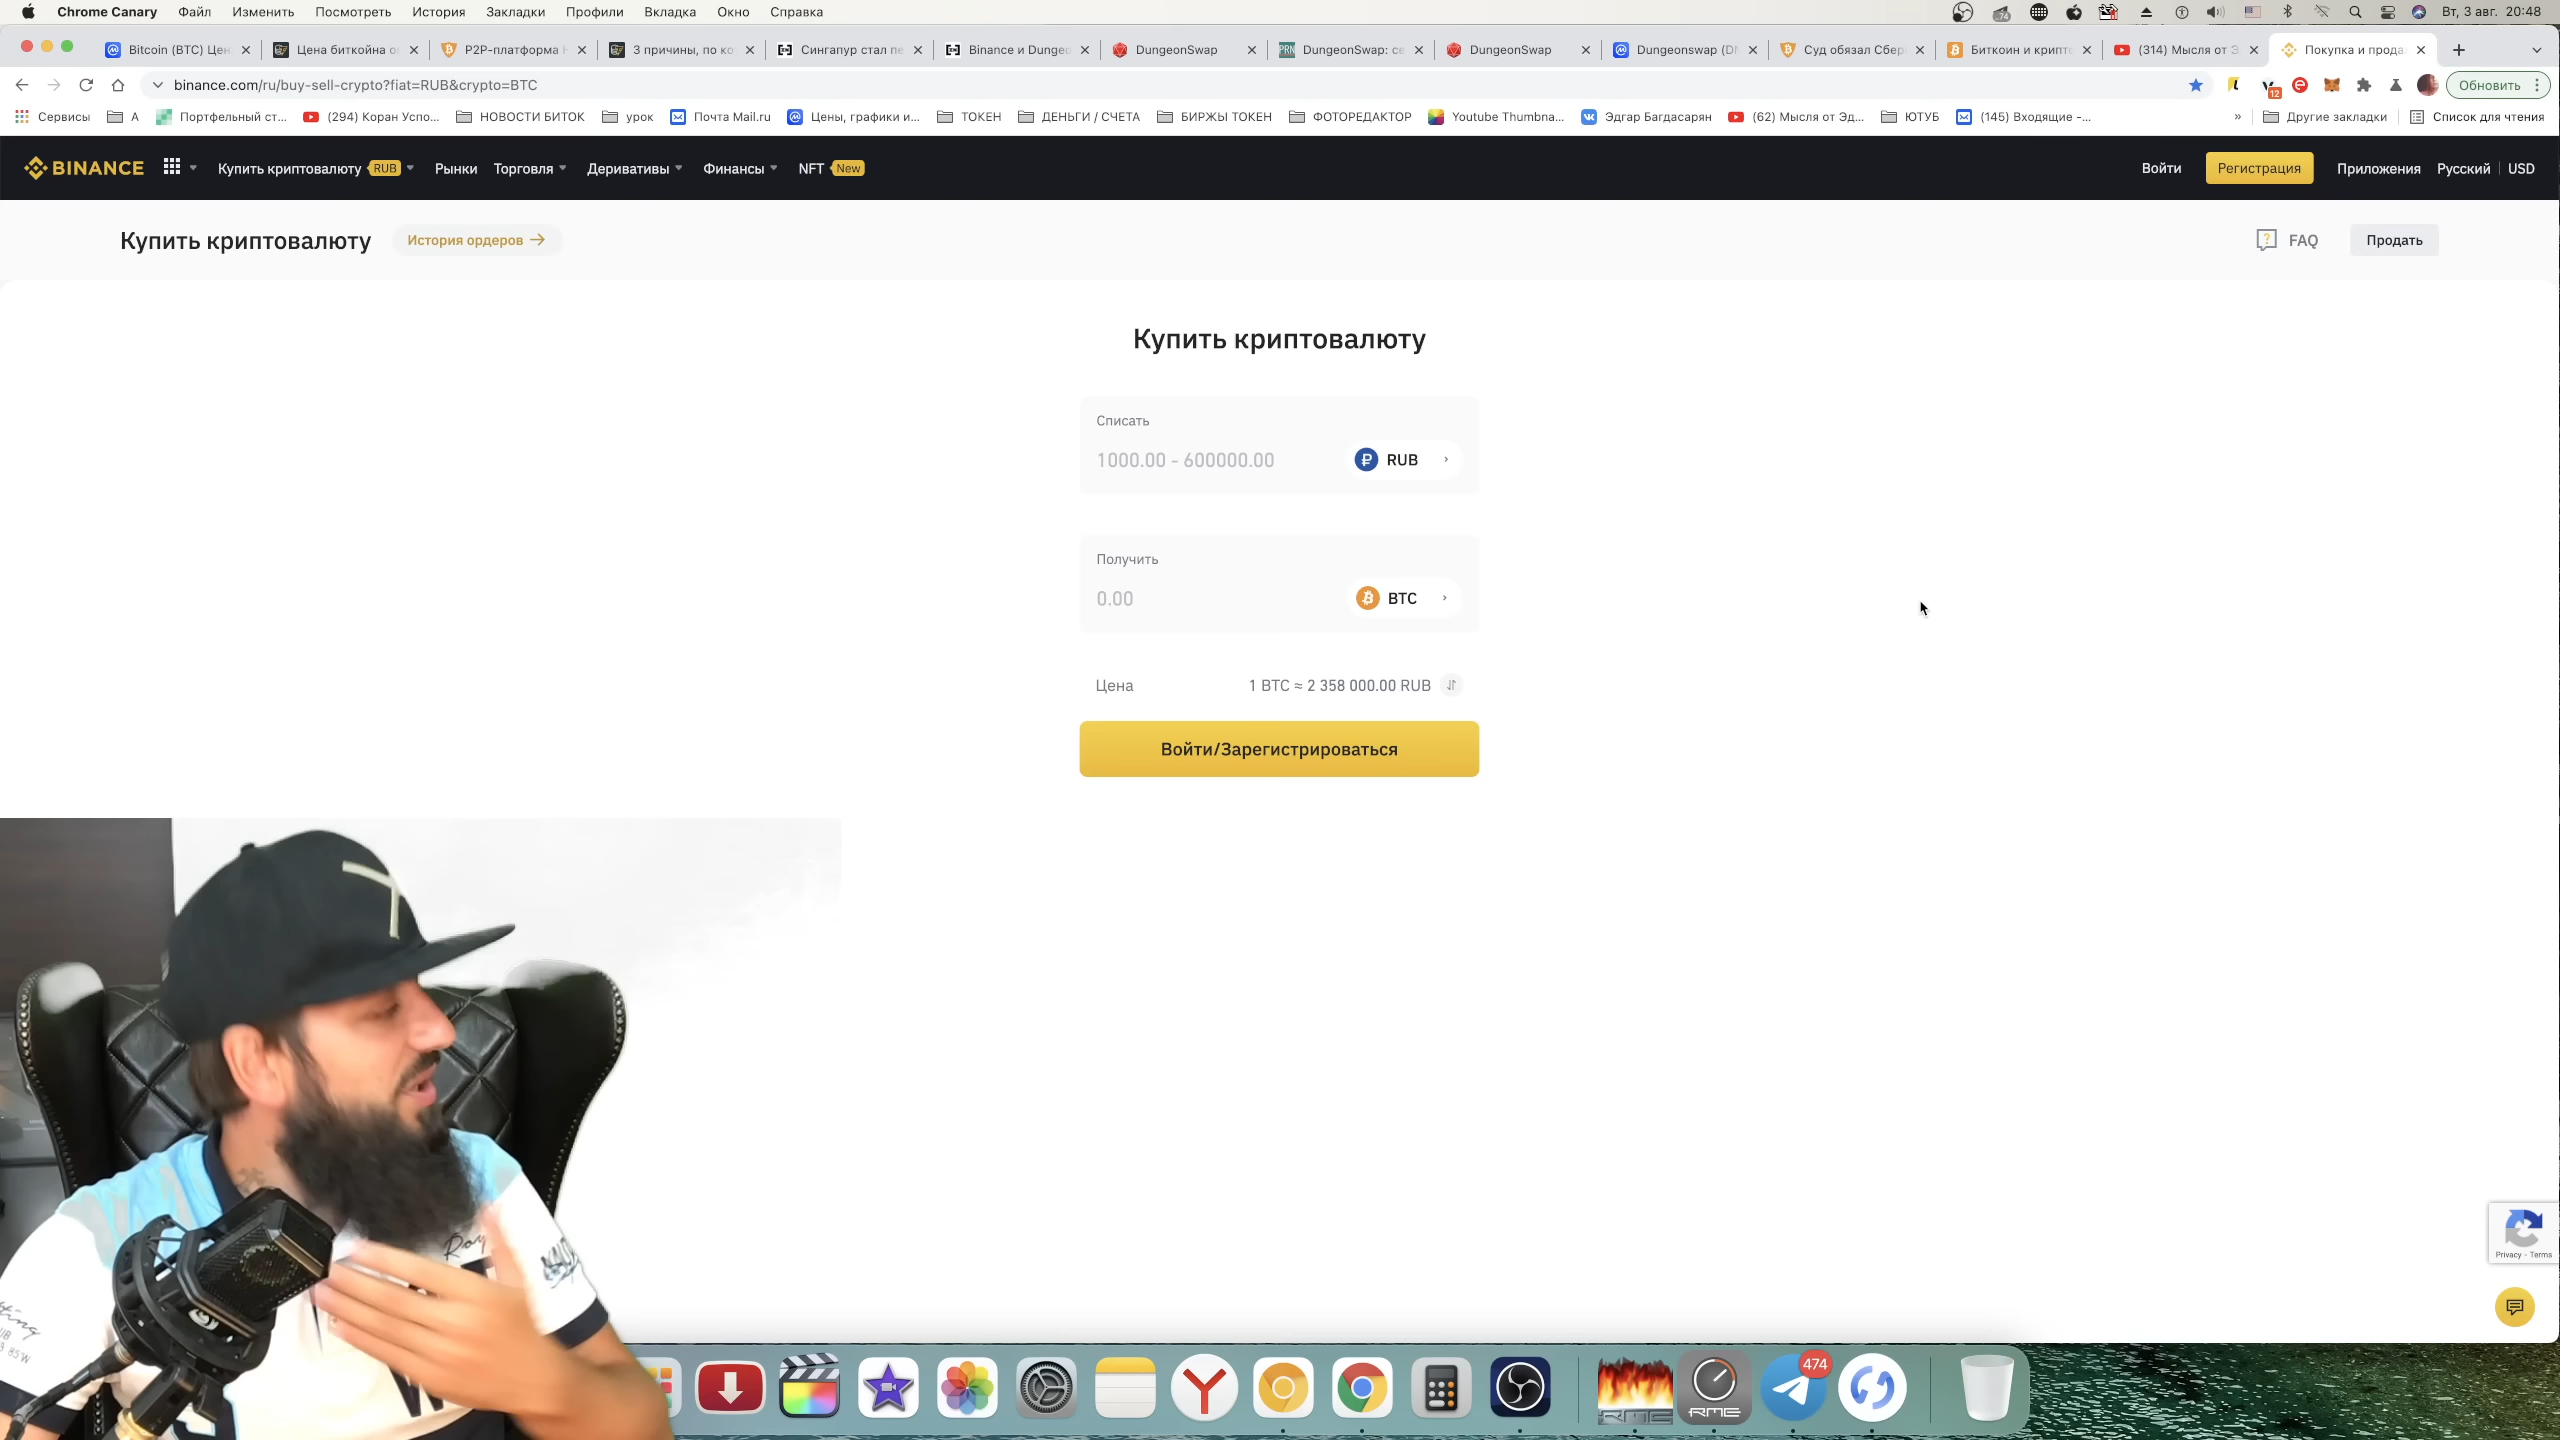 Chrome Canary Файл Изменить Посмотреть История Закладки Профили Вкладка Окно Справка Вт, 3 авг. 20:48
Bitcoin (BTC) Цен Цена биткойна о P2P-платформа 3 причины, по ко Сингапур стал пе Binance и Dungeo DungeonSwap DungeonSwap: се DungeonSwap Dungeonswap (D Суд обязал Сбер Биткоин и крипто (314) Мысля от Э Покупка и прода
binance.com/ru/buy-sell-crypto?fiat=RUB&crypto=BTC 12 Обновить
Сервисы А Портфельный ст... (294) Коран Успо... НОВОСТИ БИТОК урок Почта Mail.ru Цены, графики и... ТОКЕН ДЕНЬГИ / СЧЕТА БИРЖЫ ТОКЕН ФОТОРЕДАКТОР Youtube Thumbna... Эдгар Багдасарян (62) Мысля от Эд... ЮТУБ (145) Входящие -... » Другие закладки Список для чтения
BINANCE Купить криптовалюту RUB Рынки Торговля Деривативы Финансы NFT New Войти Регистрация Приложения Русский USD
Купить криптовалюту История ордеров FAQ Продать
Купить криптовалюту
Списать
1000.00 - 600000.00 RUB
Получить
0.00 BTC
Цена 1 BTC ≈ 2 358 000.00 RUB
Войти/Зарегистрироваться
Privacy - Terms
474
RME RME